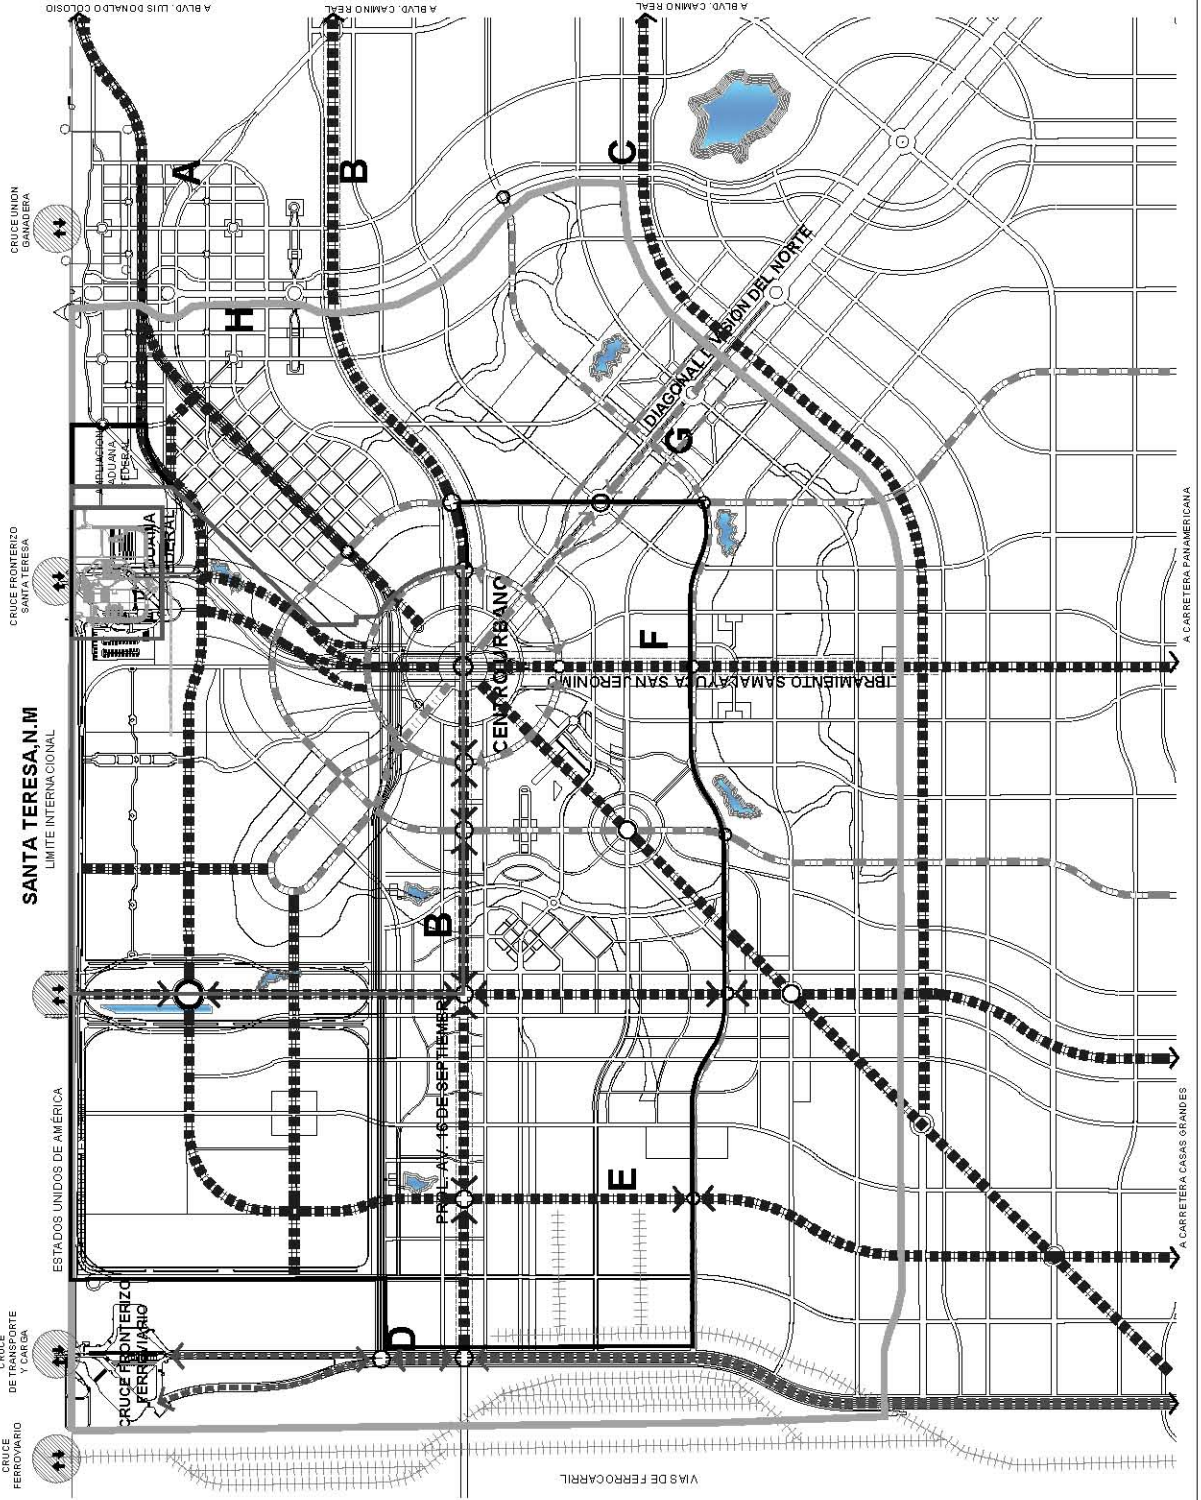 A BLVD. LUIS DONALDO COLOSIO
A BLVD. CAMINO REAL
A BLVD. CAMINO REAL
CRUCE UNION
GANADERA
A
B
C
H
DIAGONAL DIVISION DEL NORTE
G
AMPLIACION
ADUANA
FEDERAL
CRUCE FRONTERIZO
SANTA TERESA
CENTRO URBANO
F
LIBRAMIENTO SAMALAYUCA SAN JERONIMO
A CARRETERA PANAMERICANA
SANTA TERESA,N.M
LIMITE INTERNACIONAL
B
PROL. AV. 16 DE SEPTIEMBRE
ESTADOS UNIDOS DE AMÉRICA
E
A CARRETERA CASAS GRANDES
CRUCE
DE TRANSPORTE
Y CARGA
D
CRUCE FRONTERIZO
FERROVIARIO
CRUCE
FERROVIARIO
VIAS DE FERROCARRIL